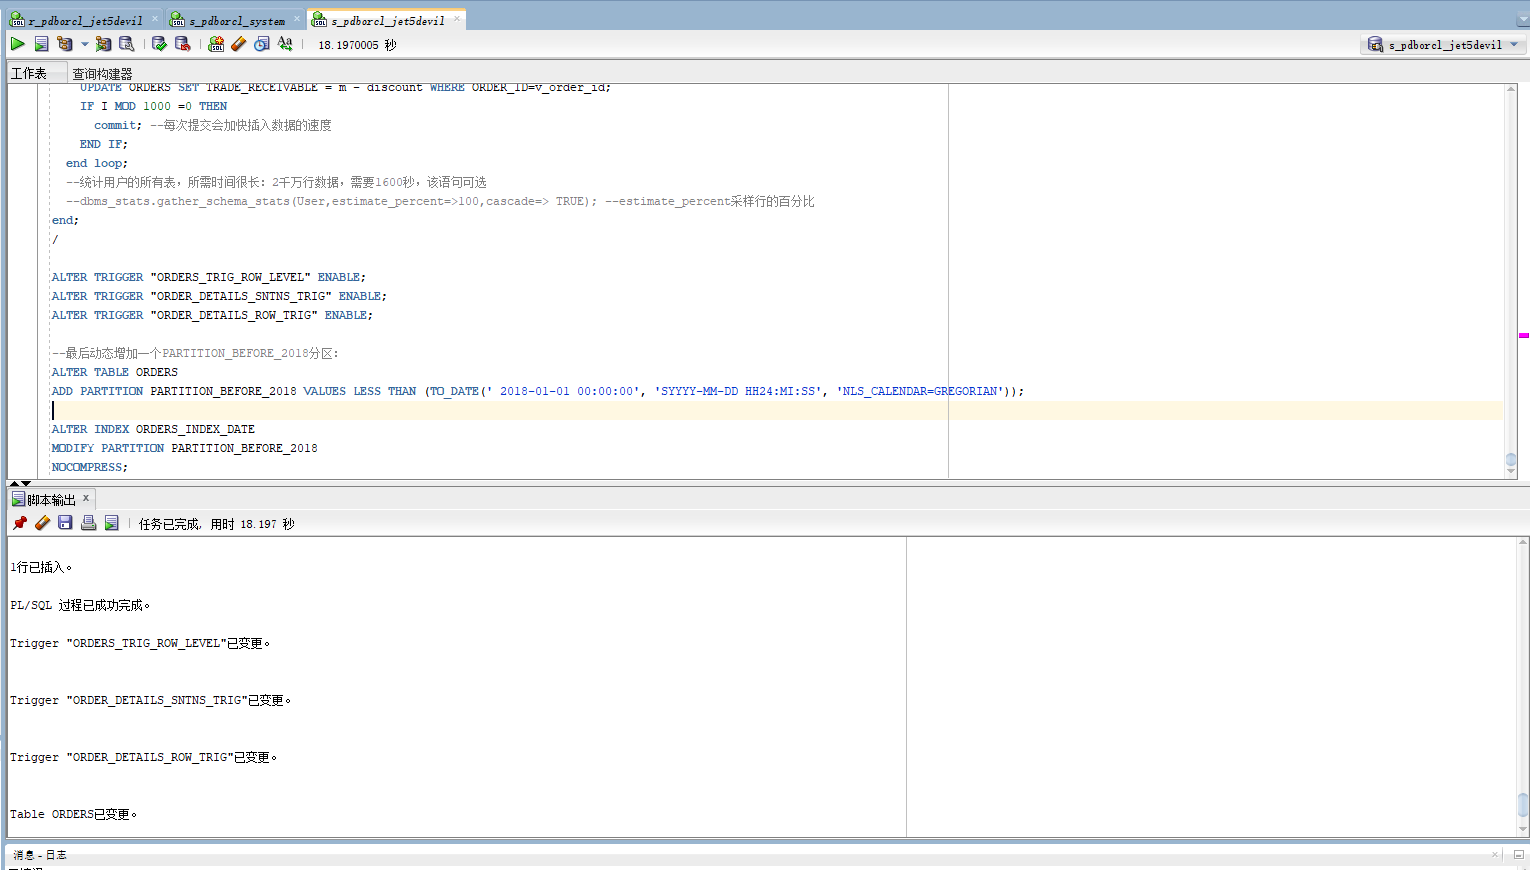 r_pdborcl_jet5devil
s_pdborcl_system
s_pdborcl_jet5devil
18.1970005 秒
s_pdborcl_jet5devil
工作表
查询构建器
UPDATE ORDERS SET TRADE_RECEIVABLE = m - discount WHERE ORDER_ID=v_order_id;
IF I MOD 1000 =0 THEN
commit; --每次提交会加快插入数据的速度
END IF;
end loop;
--统计用户的所有表，所需时间很长：2千万行数据，需要1600秒，该语句可选
--dbms_stats.gather_schema_stats(User,estimate_percent=>100,cascade=> TRUE); --estimate_percent采样行的百分比
end;
/
ALTER TRIGGER "ORDERS_TRIG_ROW_LEVEL" ENABLE;
ALTER TRIGGER "ORDER_DETAILS_SNTNS_TRIG" ENABLE;
ALTER TRIGGER "ORDER_DETAILS_ROW_TRIG" ENABLE;
--最后动态增加一个PARTITION_BEFORE_2018分区：
ALTER TABLE ORDERS
ADD PARTITION PARTITION_BEFORE_2018 VALUES LESS THAN (TO_DATE(' 2018-01-01 00:00:00', 'SYYYY-MM-DD HH24:MI:SS', 'NLS_CALENDAR=GREGORIAN'));
ALTER INDEX ORDERS_INDEX_DATE
MODIFY PARTITION PARTITION_BEFORE_2018
NOCOMPRESS;
脚本输出
任务已完成, 用时 18.197 秒
1行已插入。
PL/SQL 过程已成功完成。
Trigger "ORDERS_TRIG_ROW_LEVEL"已变更。
Trigger "ORDER_DETAILS_SNTNS_TRIG"已变更。
Trigger "ORDER_DETAILS_ROW_TRIG"已变更。
Table ORDERS已变更。
消息 - 日志